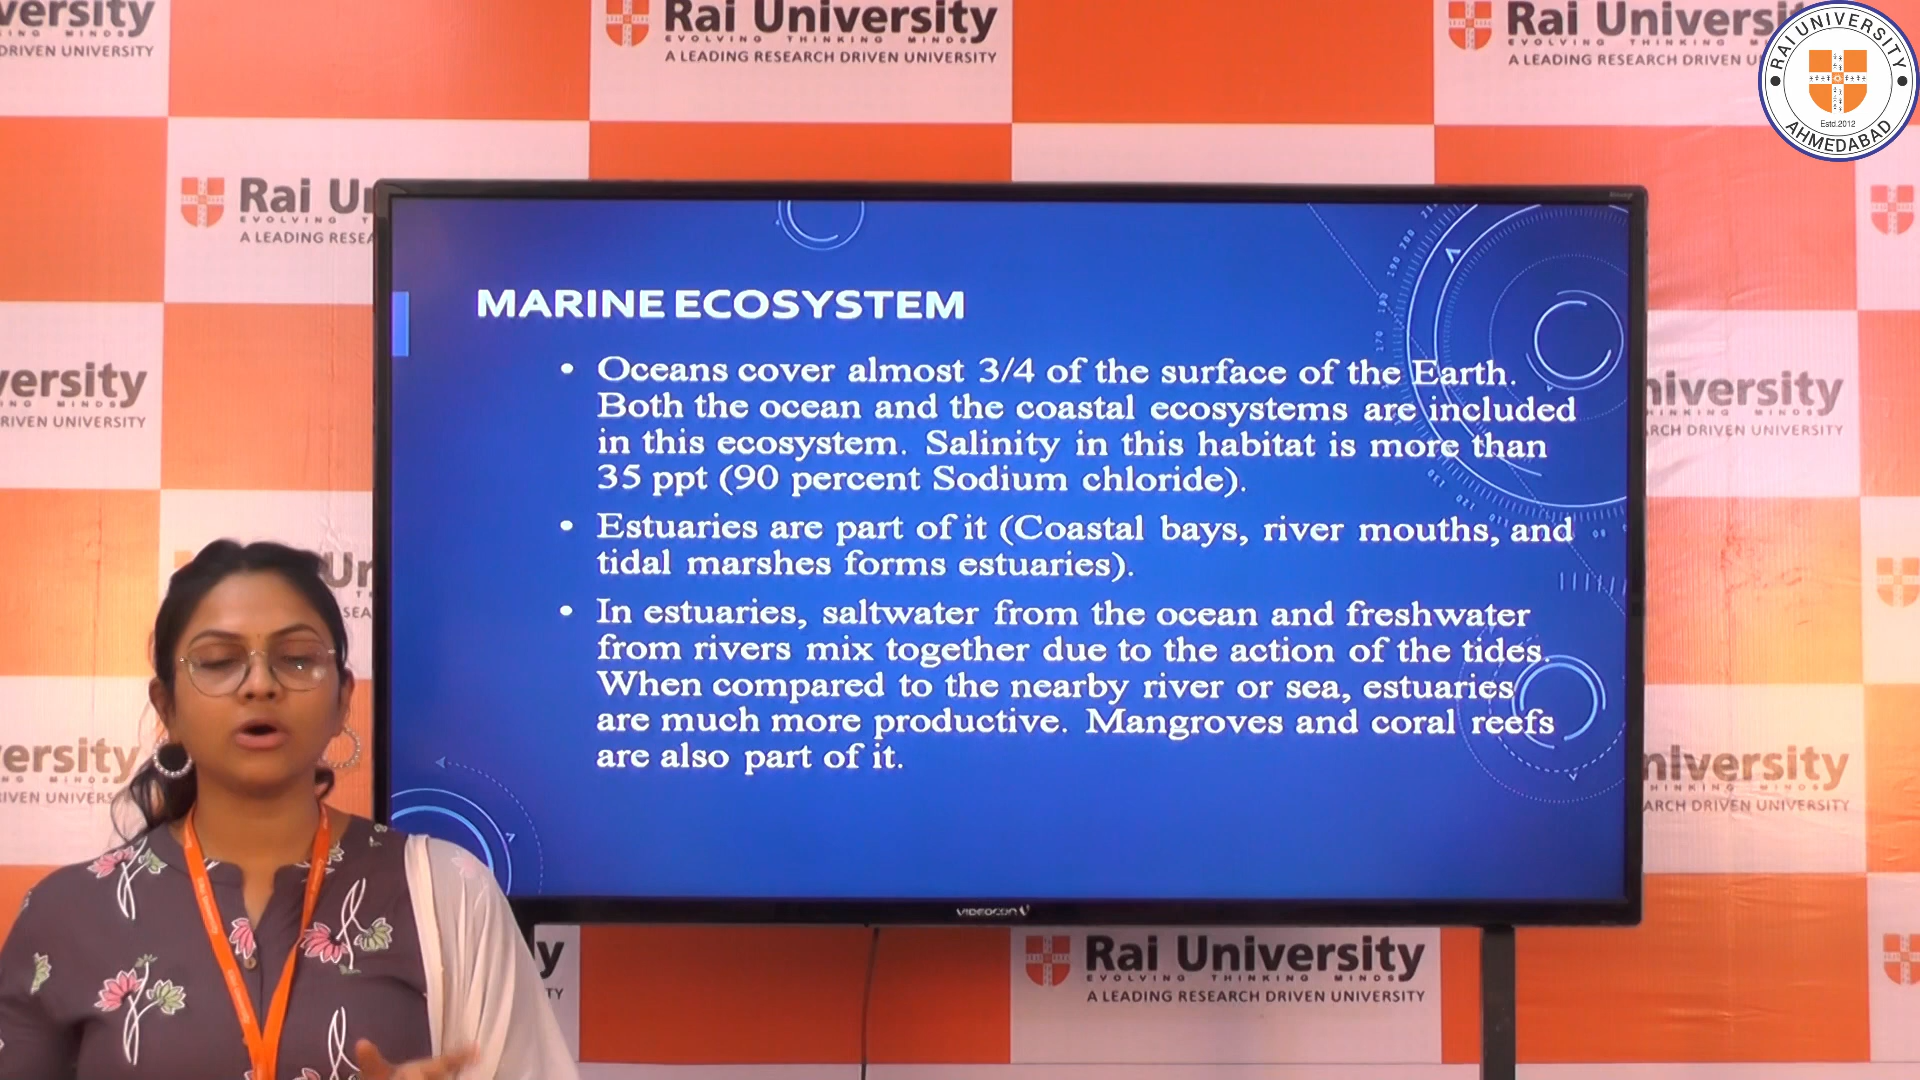 Rai University
EVOLVING THINKING MINDS
A LEADING RESEARCH DRIVEN UNIVERSITY
RAI UNIVERSITY
Estd.2012
AHMEDABAD
MARINE ECOSYSTEM
• Oceans cover almost 3/4 of the surface of the Earth.
Both the ocean and the coastal ecosystems are included
in this ecosystem. Salinity in this habitat is more than
35 ppt (90 percent Sodium chloride).
• Estuaries are part of it (Coastal bays, river mouths, and
tidal marshes forms estuaries).
• In estuaries, saltwater from the ocean and freshwater
from rivers mix together due to the action of the tides.
When compared to the nearby river or sea, estuaries
are much more productive. Mangroves and coral reefs
are also part of it.
VIDEOCON
Rai University
EVOLVING THINKING MINDS
A LEADING RESEARCH DRIVEN UNIVERSITY